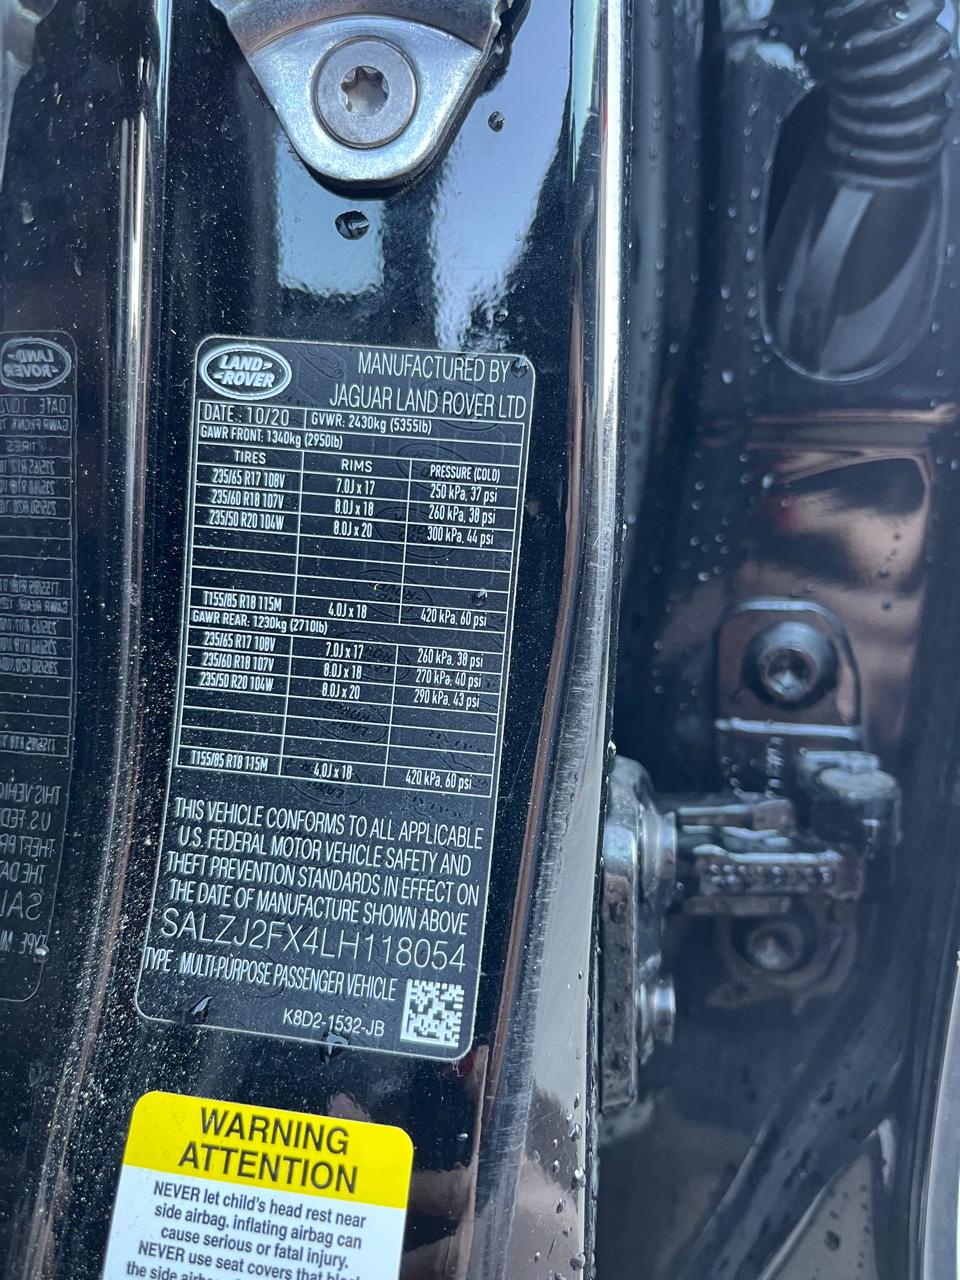 LAND-
-ROVER
MANUFACTURED BY
JAGUAR LAND ROVER LTD
DATE: 10/20 GVWR: 2430kg (5355lb)
GAWR FRONT: 1340kg (2950lb)
TIRES RIMS PRESSURE (COLD)
235/65 R17 108V 7.0J x 17 250 kPa, 37 psi
235/60 R18 107V 8.0J x 18 260 kPa, 38 psi
235/50 R20 104W 8.0J x 20 300 kPa, 44 psi
T155/85 R18 115M 4.0J x 18 420 kPa, 60 psi
GAWR REAR: 1230kg (2710lb)
235/65 R17 108V 7.0J x 17 260 kPa, 38 psi
235/60 R18 107V 8.0J x 18 270 kPa, 40 psi
235/50 R20 104W 8.0J x 20 290 kPa, 43 psi
T155/85 R18 115M 4.0J x 18 420 kPa, 60 psi
THIS VEHICLE CONFORMS TO ALL APPLICABLE
U.S. FEDERAL MOTOR VEHICLE SAFETY AND
THEFT PREVENTION STANDARDS IN EFFECT ON
THE DATE OF MANUFACTURE SHOWN ABOVE
SALZJ2FX4LH118054
TYPE: MULTI-PURPOSE PASSENGER VEHICLE
K8D2-1532-JB
WARNING
ATTENTION
NEVER let child's head rest near
side airbag, inflating airbag can
cause serious or fatal injury.
NEVER use seat covers that block
the side